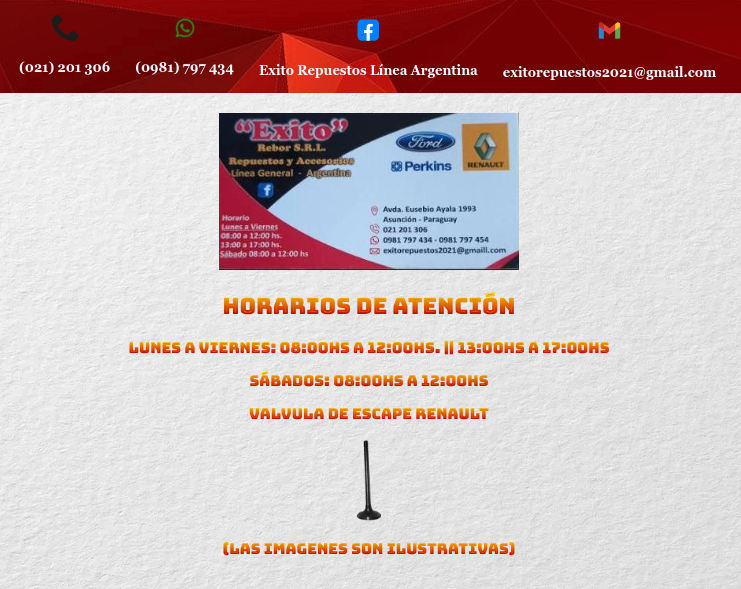 (021) 201 306
(0981) 797 434
Exito Repuestos Línea Argentina
exitorepuestos2021@gmail.com
"Exito"
Rebor S.R.L.
Repuestos y Accesorios
Línea General - Argentina
Ford
Perkins
RENAULT
Horario
Lunes a Viernes
08:00 a 12:00 hs.
13:00 a 17:00 hs.
Sábado 08:00 a 12:00 hs
Avda. Eusebio Ayala 1993
Asunción - Paraguay
021 201 306
0981 797 434 - 0981 797 454
exitorepuestos2021@gmaill.com
HORARIOS DE ATENCIÓN
LUNES A VIERNES: 08:00HS A 12:00HS. || 13:00HS A 17:00HS
SÁBADOS: 08:00HS A 12:00HS
VALVULA DE ESCAPE RENAULT
(LAS IMAGENES SON ILUSTRATIVAS)